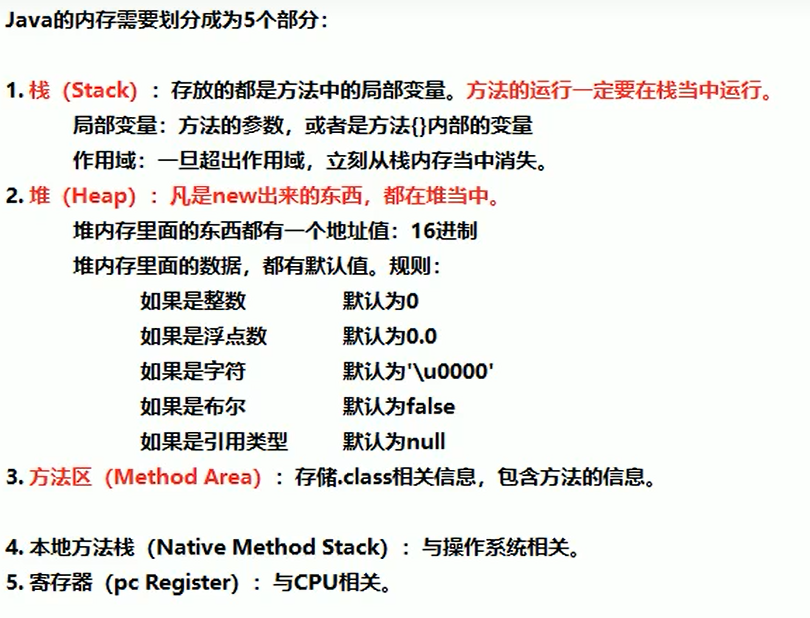 Java的内存需要划分成为5个部分：
1. 栈（Stack）：存放的都是方法中的局部变量。方法的运行一定要在栈当中运行。
局部变量：方法的参数，或者是方法{}内部的变量
作用域：一旦超出作用域，立刻从栈内存当中消失。
2. 堆（Heap）：凡是new出来的东西，都在堆当中。
堆内存里面的东西都有一个地址值：16进制
堆内存里面的数据，都有默认值。规则：
如果是整数 默认为0
如果是浮点数 默认为0.0
如果是字符 默认为'\u0000'
如果是布尔 默认为false
如果是引用类型 默认为null
3. 方法区（Method Area）：存储.class相关信息，包含方法的信息。
4. 本地方法栈（Native Method Stack）：与操作系统相关。
5. 寄存器（pc Register）：与CPU相关。